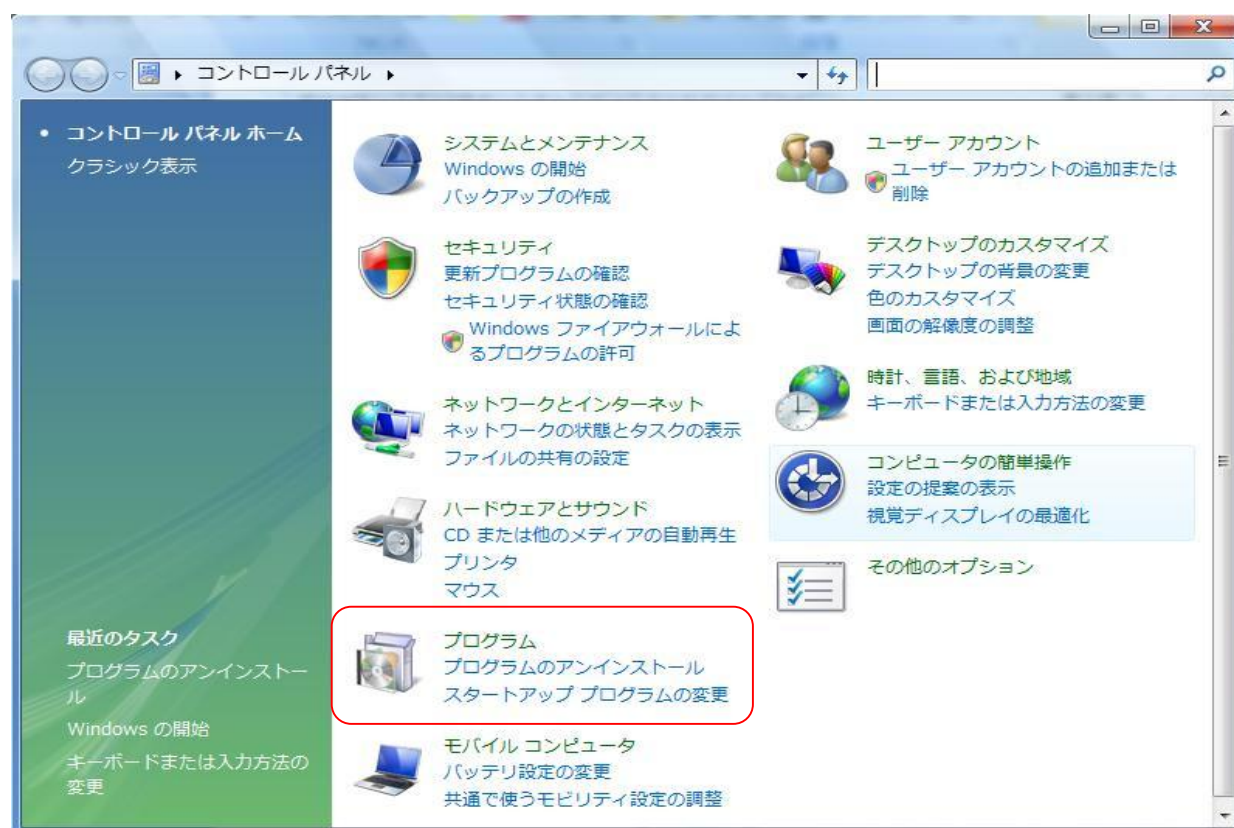 コントロール パネル
コントロール パネル ホーム
クラシック表示
最近のタスク
プログラムのアンインストー
ル
Windows の開始
キーボードまたは入力方法の
変更
システムとメンテナンス
Windows の開始
バックアップの作成
セキュリティ
更新プログラムの確認
セキュリティ状態の確認
Windows ファイアウォールによ
るプログラムの許可
ネットワークとインターネット
ネットワークの状態とタスクの表示
ファイルの共有の設定
ハードウェアとサウンド
CD または他のメディアの自動再生
プリンタ
マウス
プログラム
プログラムのアンインストール
スタートアップ プログラムの変更
モバイル コンピュータ
バッテリ設定の変更
共通で使うモビリティ設定の調整
ユーザー アカウント
ユーザー アカウントの追加または
削除
デスクトップのカスタマイズ
デスクトップの背景の変更
色のカスタマイズ
画面の解像度の調整
時計、言語、および地域
キーボードまたは入力方法の変更
コンピュータの簡単操作
設定の提案の表示
視覚ディスプレイの最適化
その他のオプション